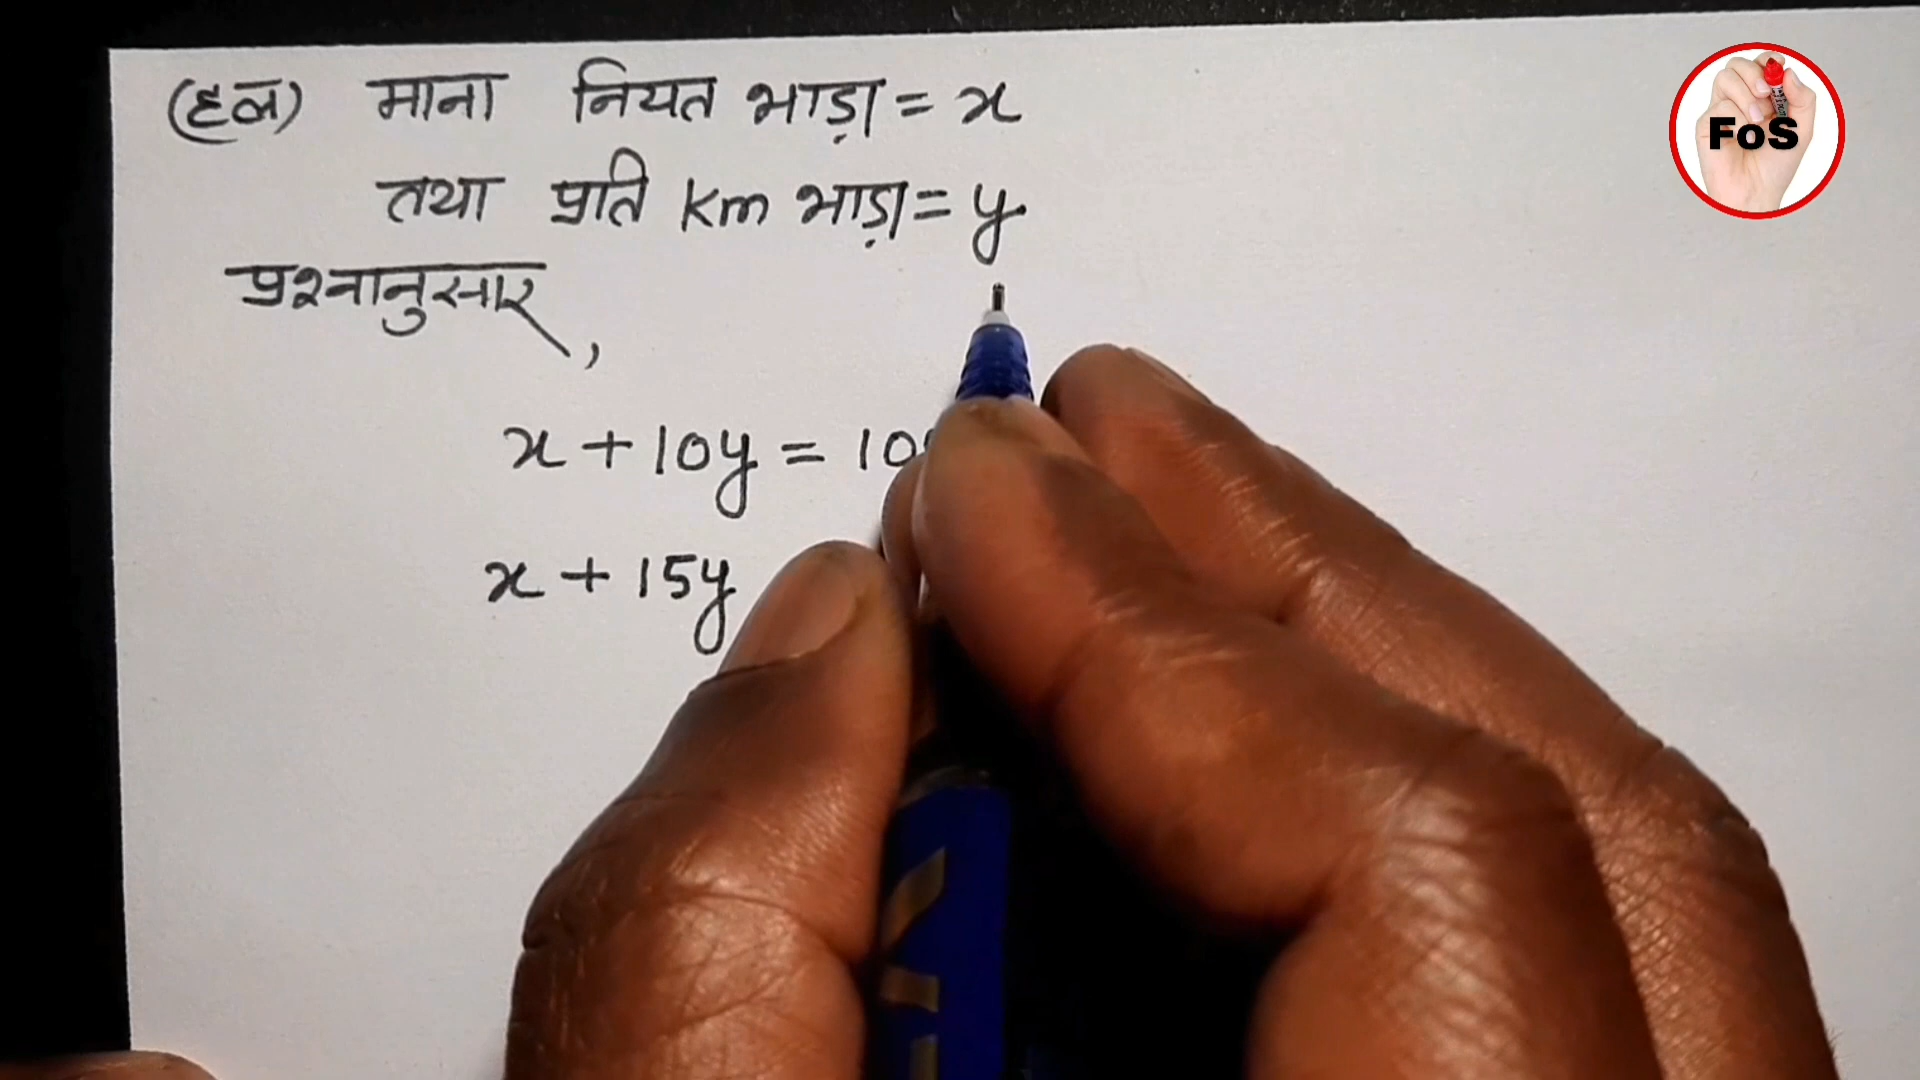 (हल) माना नियत भाड़ा = x
तथा प्रति km भाड़ा = y
प्रश्नानुसार,
x + 10y = 10
x + 15y
FoS